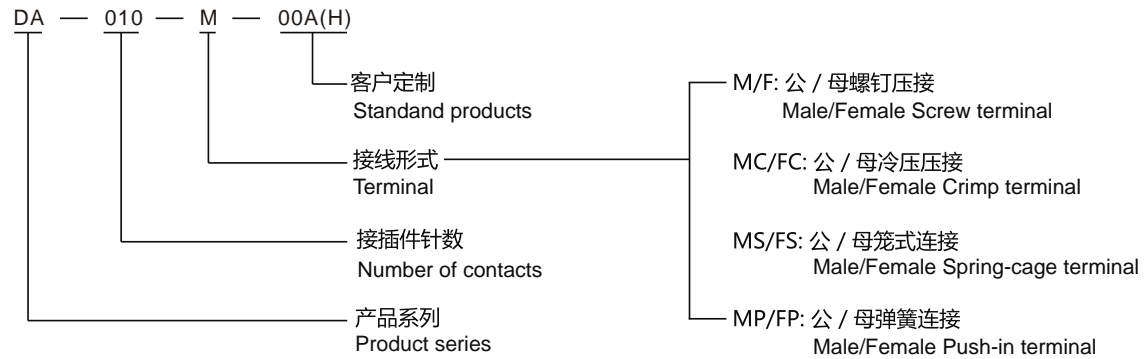 DA — 010 — M — 00A(H)
客户定制
Standand products
接线形式
Terminal
接插件针数
Number of contacts
产品系列
Product series
M/F: 公 / 母螺钉压接
Male/Female Screw terminal
MC/FC: 公 / 母冷压压接
Male/Female Crimp terminal
MS/FS: 公 / 母笼式连接
Male/Female Spring-cage terminal
MP/FP: 公 / 母弹簧连接
Male/Female Push-in terminal